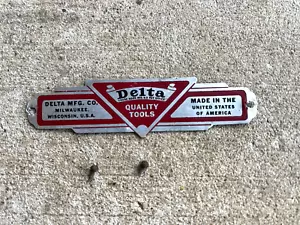 Delta
QUALITY
TOOLS
DELTA MFG. CO.
MILWAUKEE,
WISCONSIN, U.S.A.
MADE IN THE
UNITED STATES
OF AMERICA